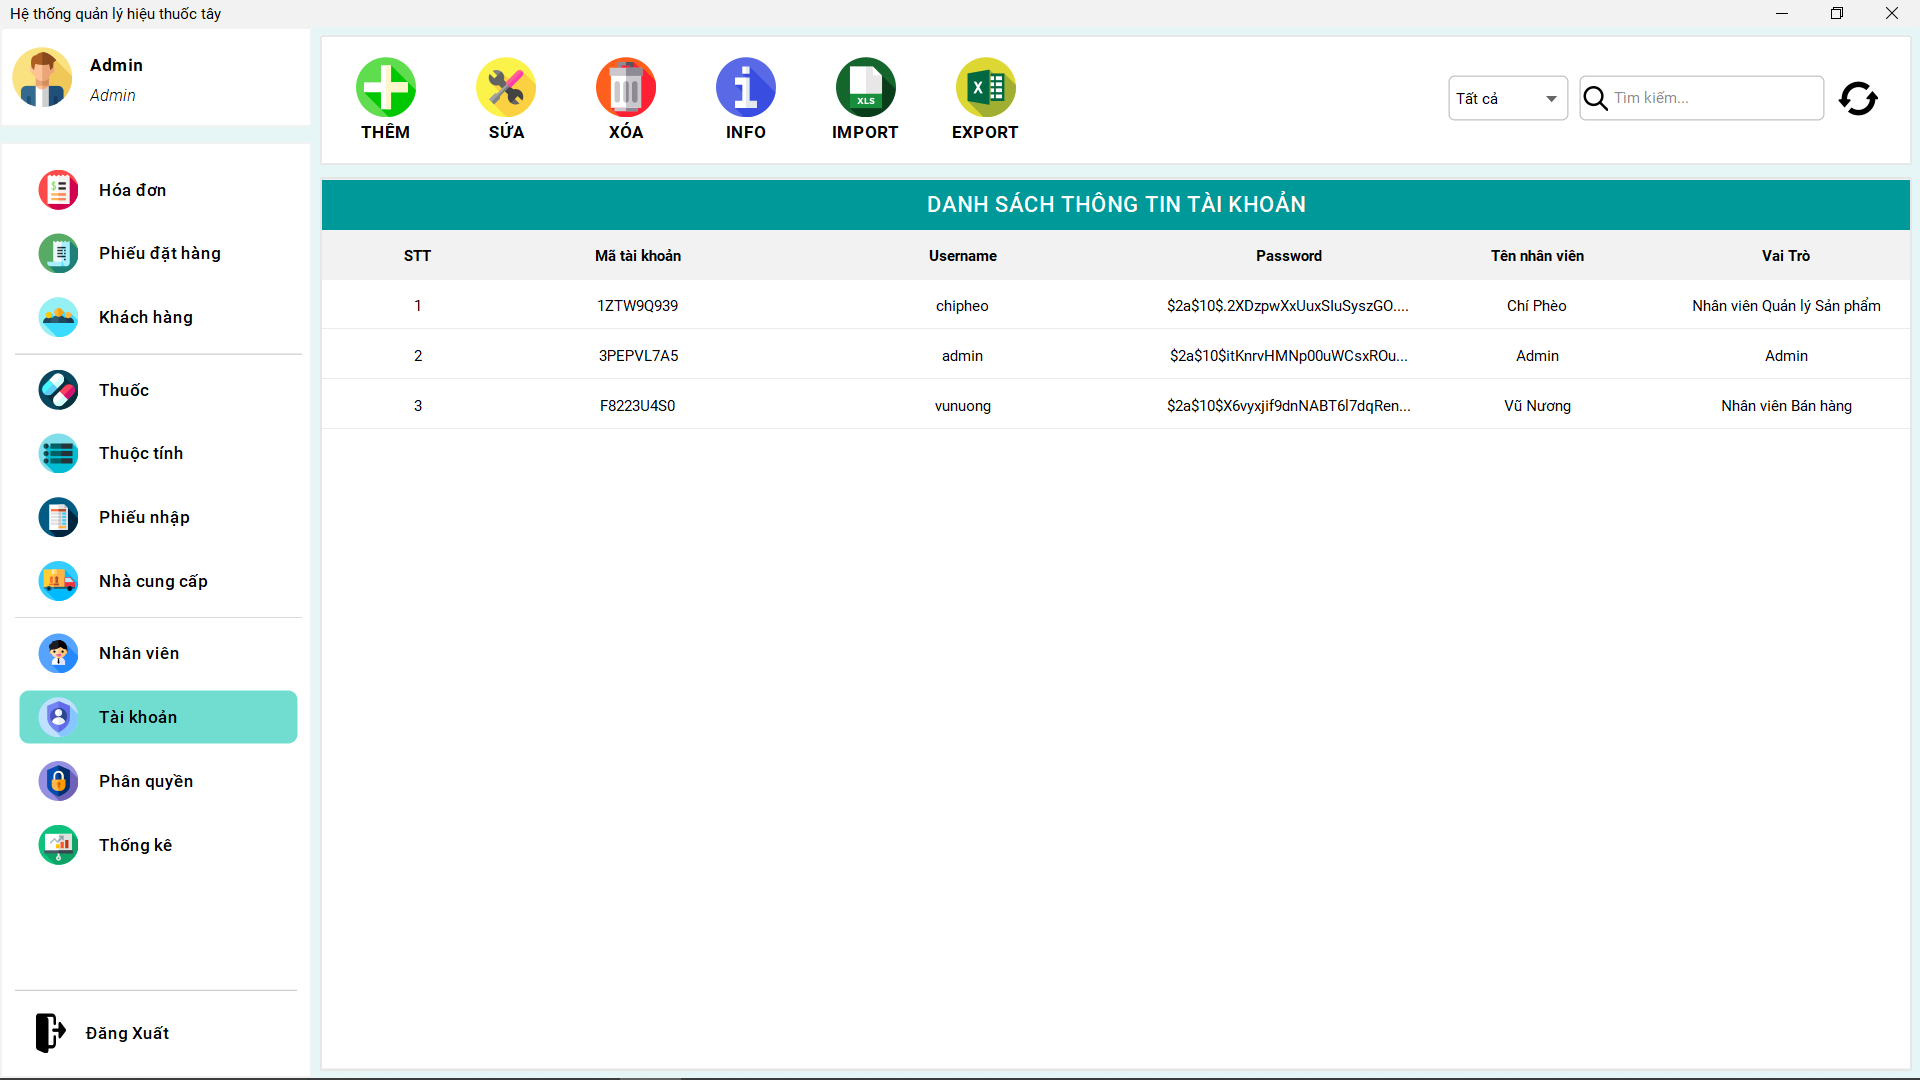 Hệ thống quản lý hiệu thuốc tây
Admin
Admin
THÊM
SỬA
XÓA
INFO
XLS
IMPORT
X
EXPORT
Tất cả
Tìm kiếm...
Hóa đơn
Phiếu đặt hàng
Khách hàng
Thuốc
Thuộc tính
Phiếu nhập
Nhà cung cấp
Nhân viên
Tài khoản
Phân quyền
Thống kê
Đăng Xuất
DANH SÁCH THÔNG TIN TÀI KHOẢN
STT Mã tài khoản Username Password Tên nhân viên Vai Trò
1 1ZTW9Q939 chipheo $2a$10$.2XDzpwXxUuxSIuSyszGO.... Chí Phèo Nhân viên Quản lý Sản phẩm
2 3PEPVL7A5 admin $2a$10$itKnrvHMNp00uWCsxROu... Admin Admin
3 F8223U4S0 vunuong $2a$10$X6vyxjif9dnNABT6l7dqRen... Vũ Nương Nhân viên Bán hàng